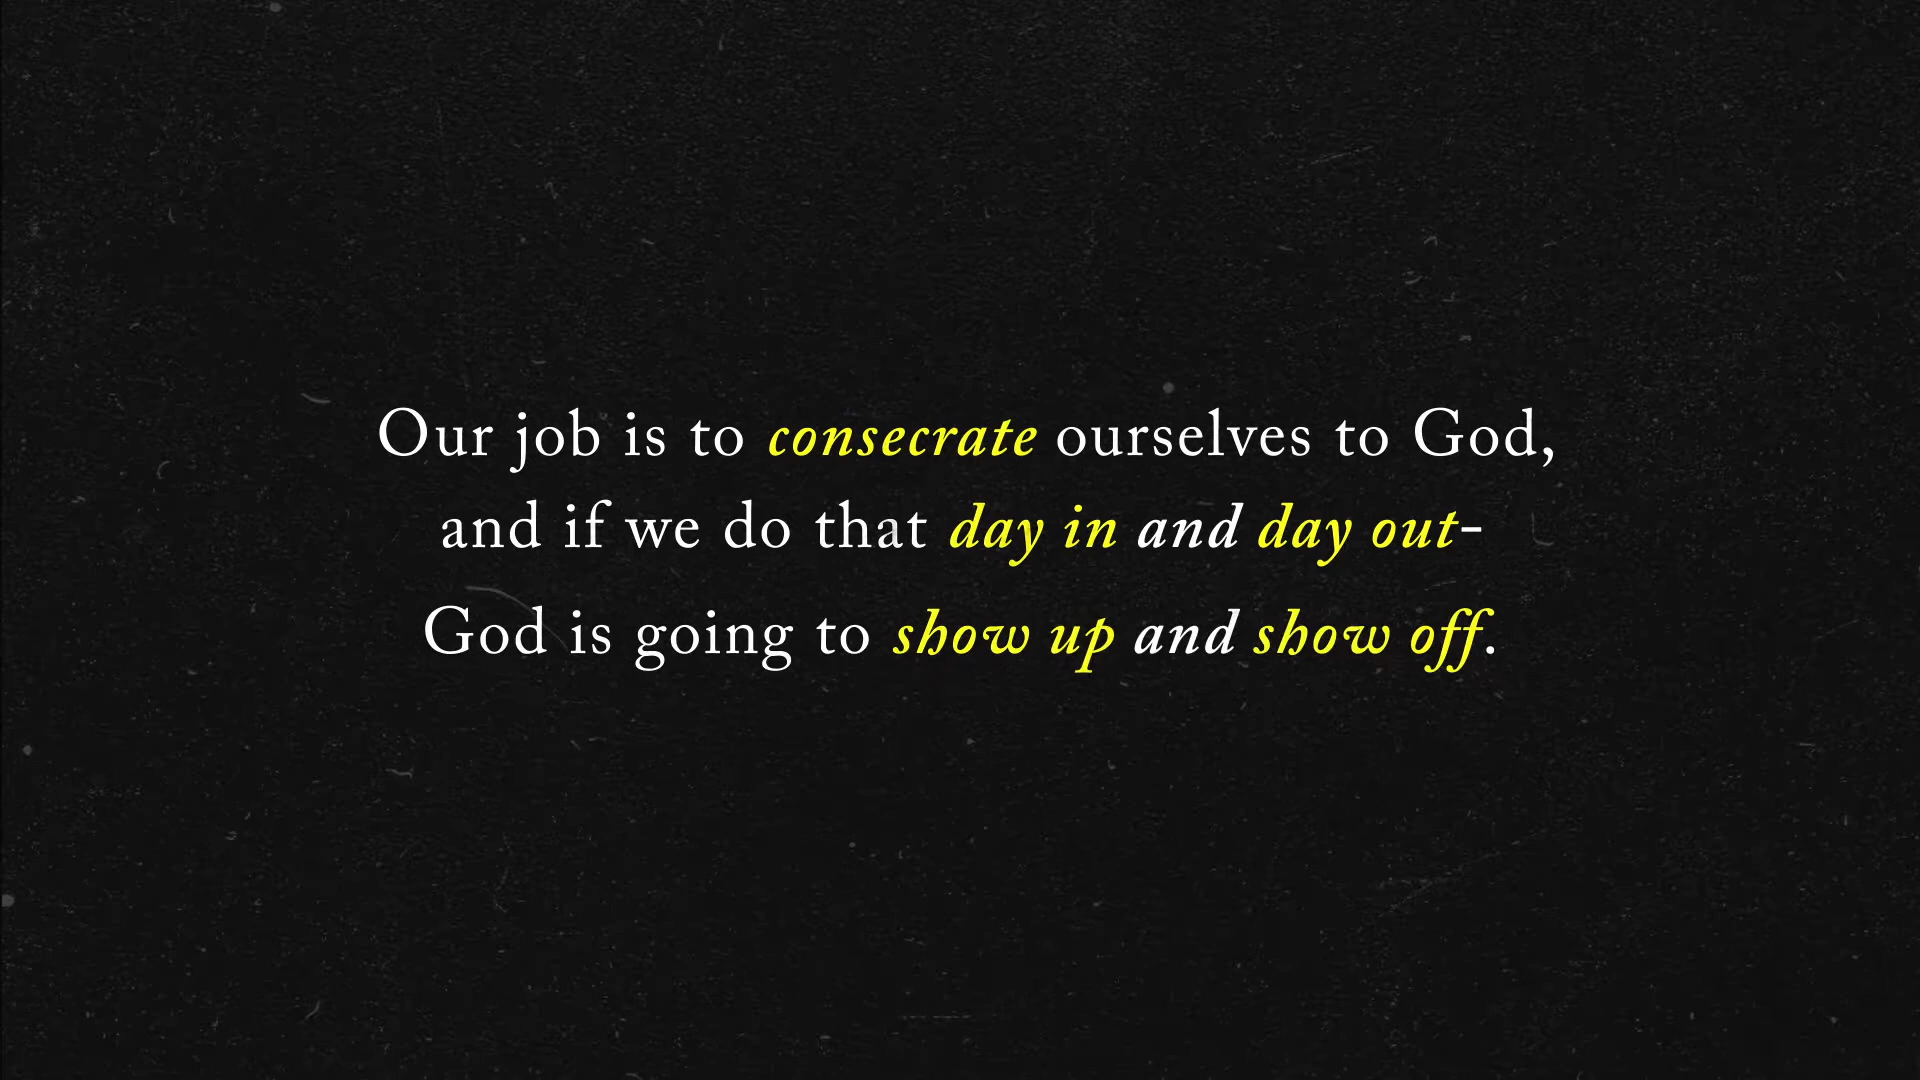 Our job is to consecrate ourselves to God,
and if we do that day in and day out-
God is going to show up and show off.